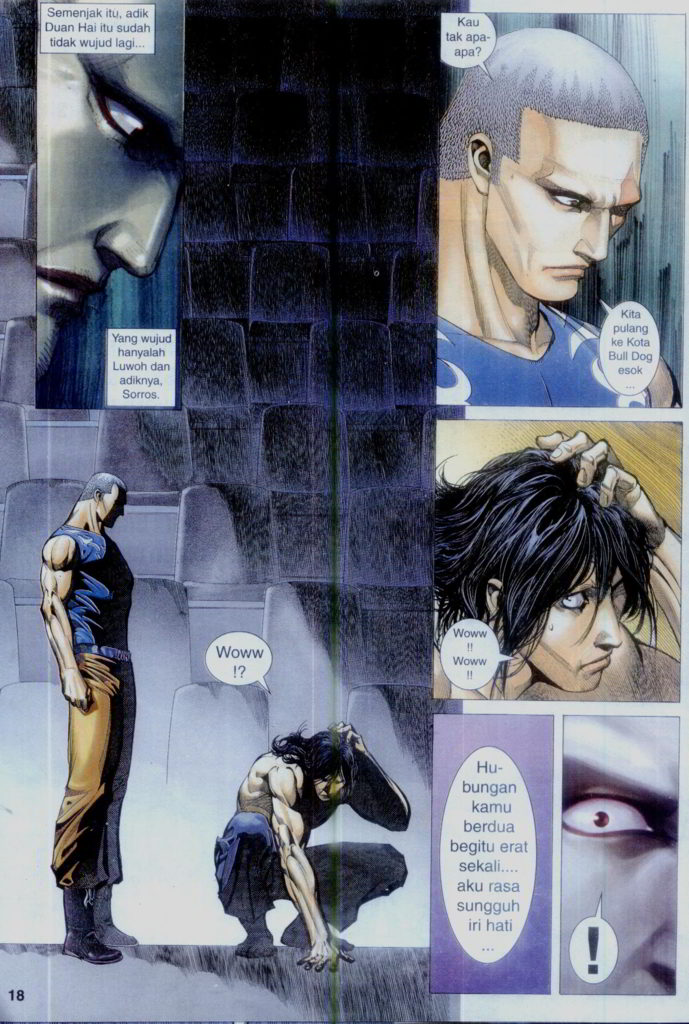 Semenjak itu, adik
Duan Hai itu sudah
tidak wujud lagi...
Yang wujud
hanyalah
Luwoh dan
adiknya,
Sorros.
Kau
tak apa-
apa?
Kita
pulang
ke Kota
Bull Dog
esok
...
Woww
!?
Woww
!!
Woww
!!
Hu-
bungan
kamu
berdua
begitu erat
sekali....
aku rasa
sungguh
iri hati
...
!
18